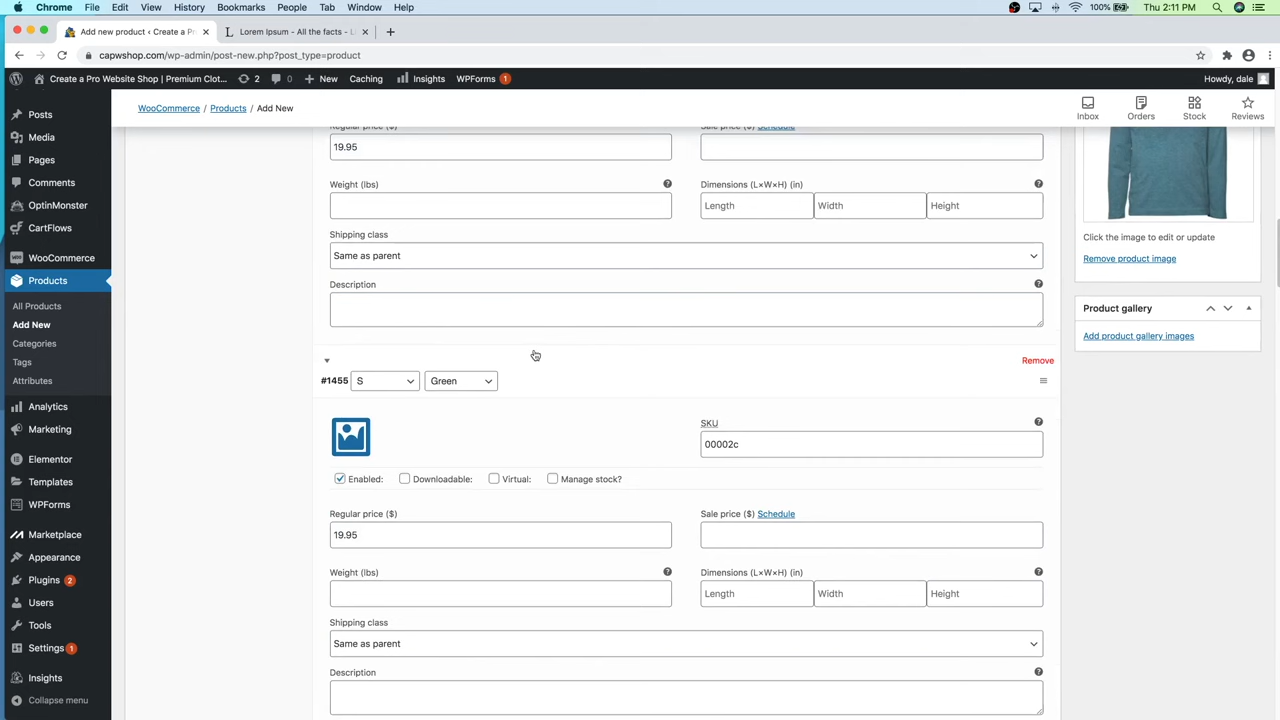 Chrome File Edit View History Bookmarks People Tab Window Help 100% Thu 2:11 PM
Add new product ‹ Create a Pr Lorem Ipsum - All the facts - Li
capwshop.com/wp-admin/post-new.php?post_type=product
Create a Pro Website Shop | Premium Clot... 2 0 New Caching Insights WPForms 1 Howdy, dale
WooCommerce / Products / Add New
Inbox Orders Stock Reviews
Posts
Media
Pages
Comments
OptinMonster
CartFlows
WooCommerce
Products
All Products
Add New
Categories
Tags
Attributes
Analytics
Marketing
Elementor
Templates
WPForms
Marketplace
Appearance
Plugins 2
Users
Tools
Settings 1
Insights
Collapse menu
Regular price ($) Sale price ($) Schedule
19.95
Weight (lbs) ? Dimensions (L×W×H) (in) ?
Length Width Height
Shipping class
Same as parent
Description ?
Remove
#1455 S Green
SKU ?
00002c
Enabled: Downloadable: Virtual: Manage stock?
Regular price ($) Sale price ($) Schedule
19.95
Weight (lbs) ? Dimensions (L×W×H) (in) ?
Length Width Height
Shipping class
Same as parent
Description ?
Click the image to edit or update
Remove product image
Product gallery
Add product gallery images